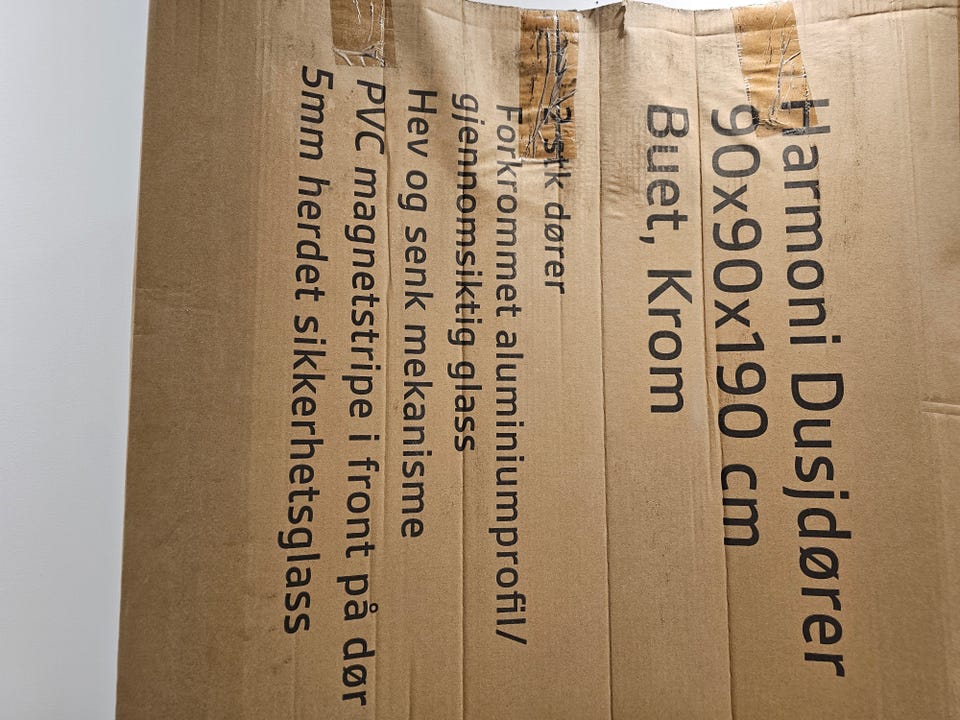 Harmoni Dusjdører
90x90x190 cm
Buet, Krom
stk dører
Forkrommet aluminiumprofil/
gjennomsiktig glass
Hev og senk mekanisme
PVC magnetstripe i front på dør
5mm herdet sikkerhetsglass